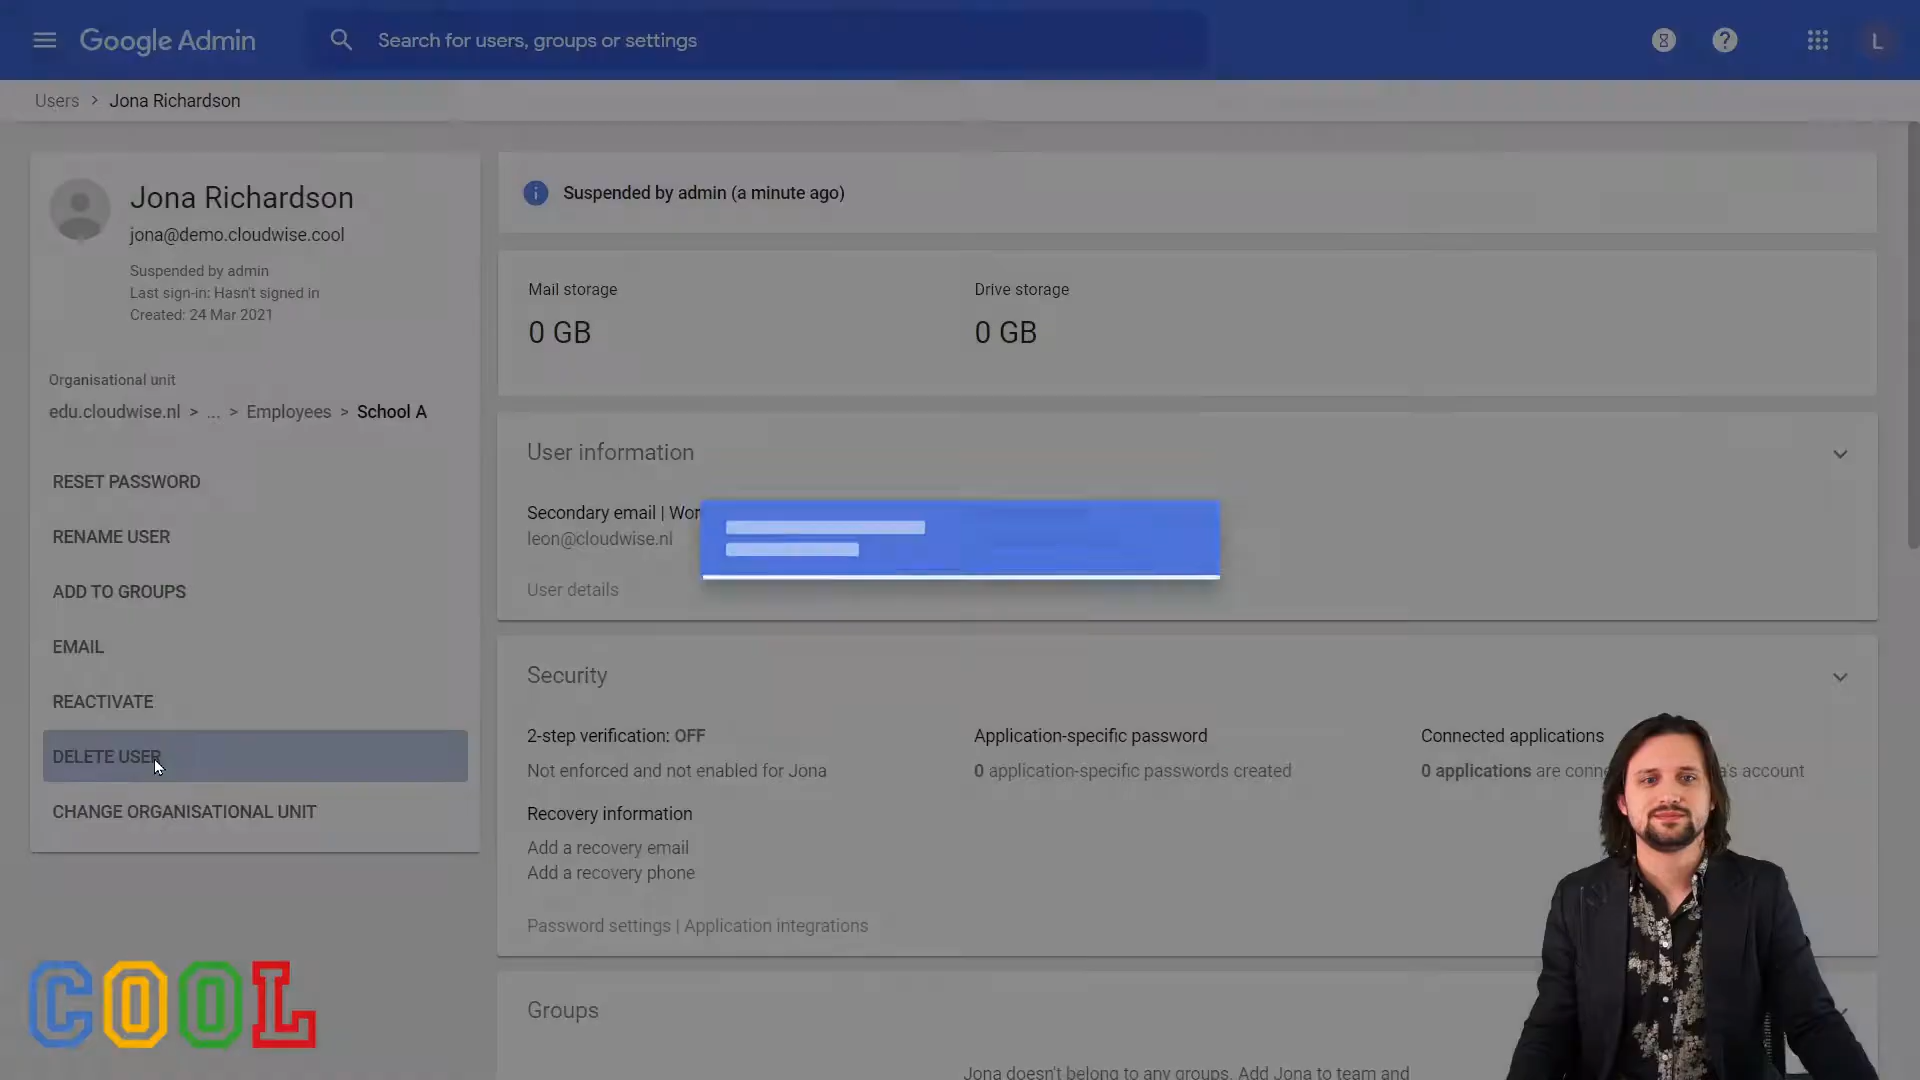 Google Admin
Search for users, groups or settings
L
Users > Jona Richardson
Jona Richardson
jona@demo.cloudwise.cool
Suspended by admin
Last sign-in: Hasn't signed in
Created: 24 Mar 2021
Organisational unit
edu.cloudwise.nl > ... > Employees > School A
RESET PASSWORD
RENAME USER
ADD TO GROUPS
EMAIL
REACTIVATE
DELETE USER
CHANGE ORGANISATIONAL UNIT
Suspended by admin (a minute ago)
Mail storage
0 GB
Drive storage
0 GB
User information
Secondary email |
leon@cloudwise.nl
User details
Security
2-step verification: OFF
Not enforced and not enabled for Jona
Recovery information
Add a recovery email
Add a recovery phone
Password settings | Application integrations
Application-specific password
0 application-specific passwords created
Connected applications
0 applications are account
Groups
Jona doesn't belong to any groups. Add Jona to team and
COOL